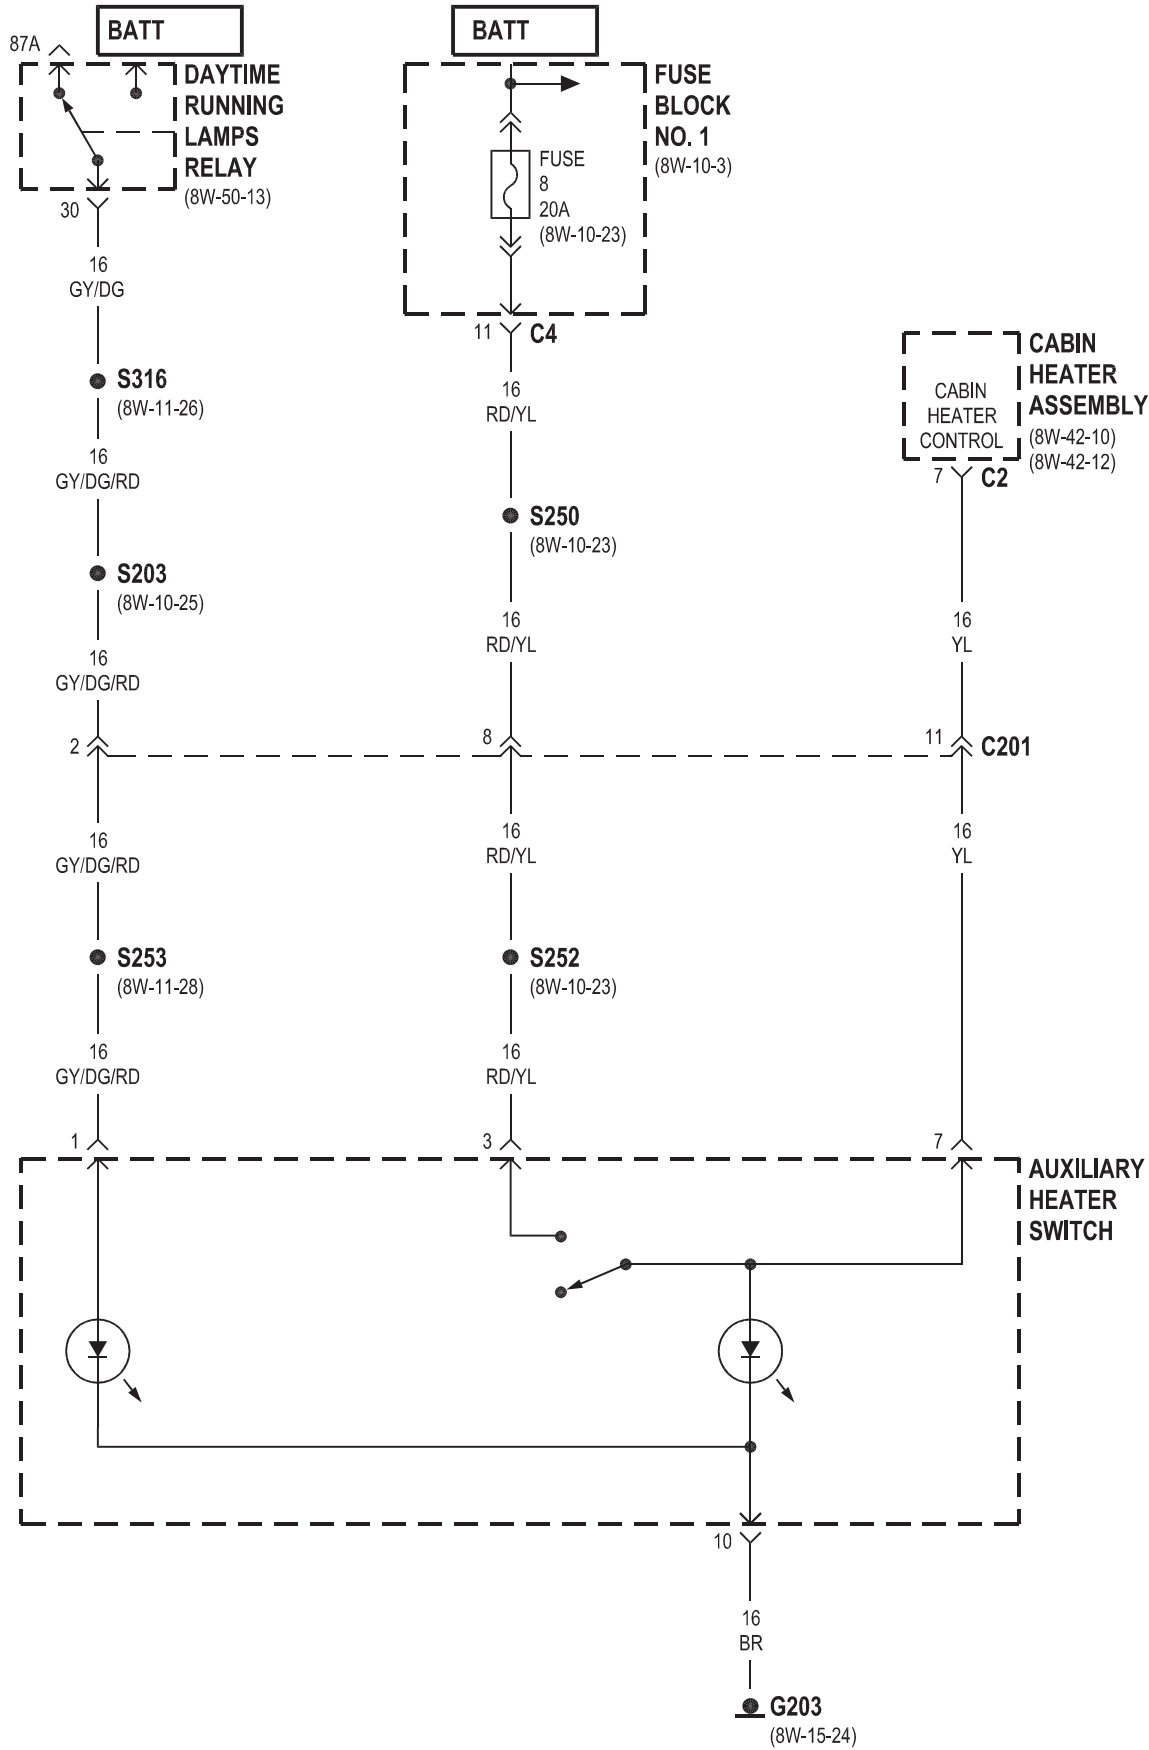 BATT
87A
DAYTIME
RUNNING
LAMPS
RELAY
(8W-50-13)
30
16
GY/DG
S316
(8W-11-26)
16
GY/DG/RD
S203
(8W-10-25)
16
GY/DG/RD
BATT
FUSE
BLOCK
NO. 1
(8W-10-3)
FUSE
8
20A
(8W-10-23)
11
C4
16
RD/YL
S250
(8W-10-23)
16
RD/YL
CABIN
HEATER
CONTROL
CABIN
HEATER
ASSEMBLY
(8W-42-10)
(8W-42-12)
7
C2
16
YL
2
8
11
C201
16
GY/DG/RD
S253
(8W-11-28)
16
GY/DG/RD
16
RD/YL
S252
(8W-10-23)
16
RD/YL
16
YL
1
3
7
AUXILIARY
HEATER
SWITCH
10
16
BR
G203
(8W-15-24)